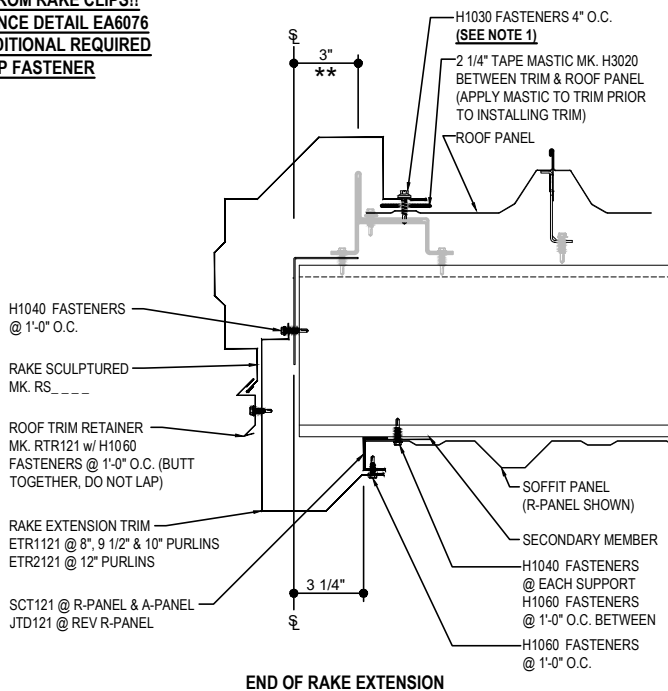 ROM RAKE CLIPS!!
NCE DETAIL EA6076
DITIONAL REQUIRED
P FASTENER
3"
**
H1030 FASTENERS 4" O.C.
(SEE NOTE 1)
2 1/4" TAPE MASTIC MK. H3020
BETWEEN TRIM & ROOF PANEL
(APPLY MASTIC TO TRIM PRIOR
TO INSTALLING TRIM)
ROOF PANEL
H1040 FASTENERS
@ 1'-0" O.C.
RAKE SCULPTURED
MK. RS_ _ _ _
ROOF TRIM RETAINER
MK. RTR121 w/ H1060
FASTENERS @ 1'-0" O.C. (BUTT
TOGETHER, DO NOT LAP)
RAKE EXTENSION TRIM
ETR1121 @ 8", 9 1/2" & 10" PURLINS
ETR2121 @ 12" PURLINS
SCT121 @ R-PANEL & A-PANEL
JTD121 @ REV R-PANEL
3 1/4"
SOFFIT PANEL
(R-PANEL SHOWN)
SECONDARY MEMBER
H1040 FASTENERS
@ EACH SUPPORT
H1060 FASTENERS
@ 1'-0" O.C. BETWEEN
H1060 FASTENERS
@ 1'-0" O.C.
END OF RAKE EXTENSION